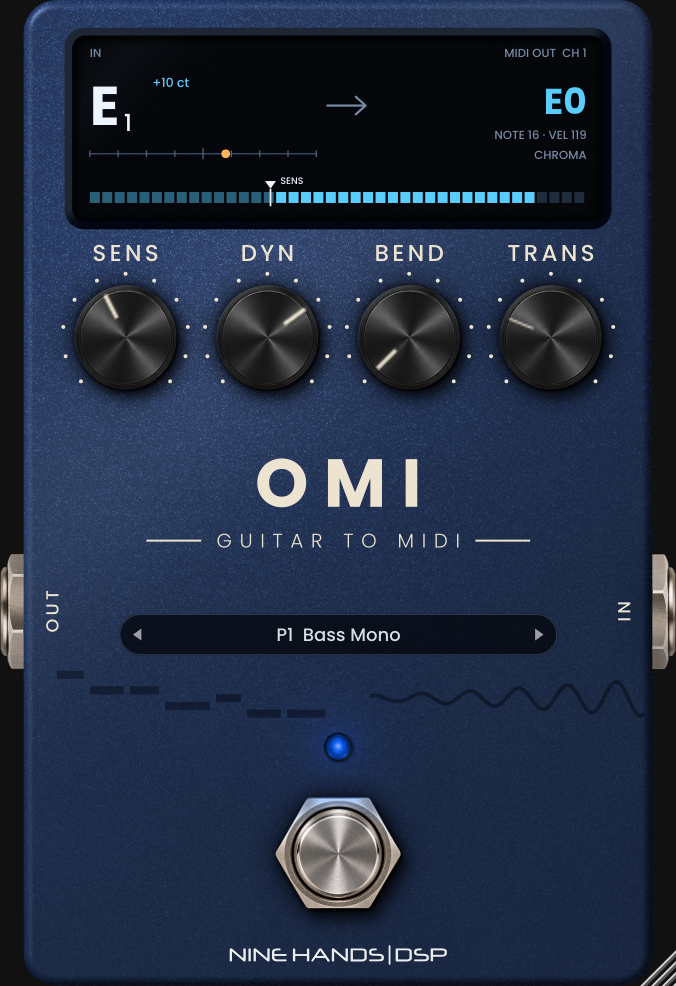 IN
MIDI OUT CH 1
+10 ct
E1
E0
NOTE 16 · VEL 119
CHROMA
SENS
SENS DYN BEND TRANS
OMI
GUITAR TO MIDI
OUT
IN
P1 Bass Mono
NINE HANDS|DSP